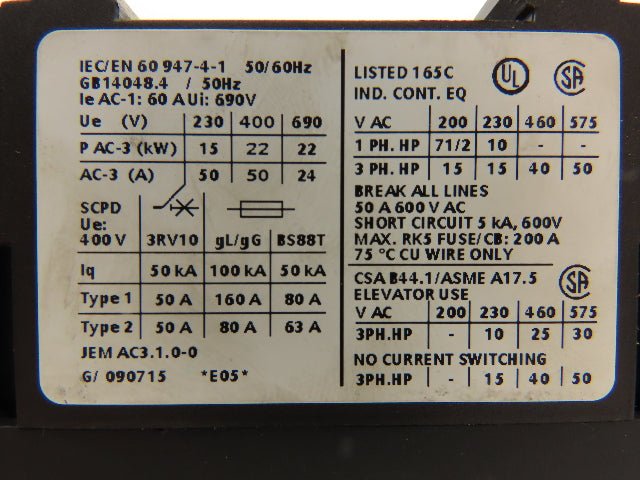 IEC/EN 60 947-4-1 50/60Hz
GB14048.4 / 50Hz
Ie AC-1: 60 A Ui: 690V
Ue (V) 230 400 690
P AC-3 (kW) 15 22 22
AC-3 (A) 50 50 24
SCPD
Ue:
400 V 3RV10 gL/gG BS88T
Iq 50 kA 100 kA 50 kA
Type 1 50 A 160 A 80 A
Type 2 50 A 80 A 63 A
JEM AC3.1.0-0
G/ 090715 *E05*
LISTED 165C UL SA
IND. CONT. EQ
V AC 200 230 460 575
1 PH. HP 71/2 10 - -
3 PH. HP 15 15 40 50
BREAK ALL LINES
50 A 600 V AC
SHORT CIRCUIT 5 kA, 600V
MAX. RK5 FUSE/CB: 200 A
75 °C CU WIRE ONLY
CSA B44.1/ASME A17.5 SA
ELEVATOR USE
V AC 200 230 460 575
3PH.HP - 10 25 30
NO CURRENT SWITCHING
3PH.HP - 15 40 50